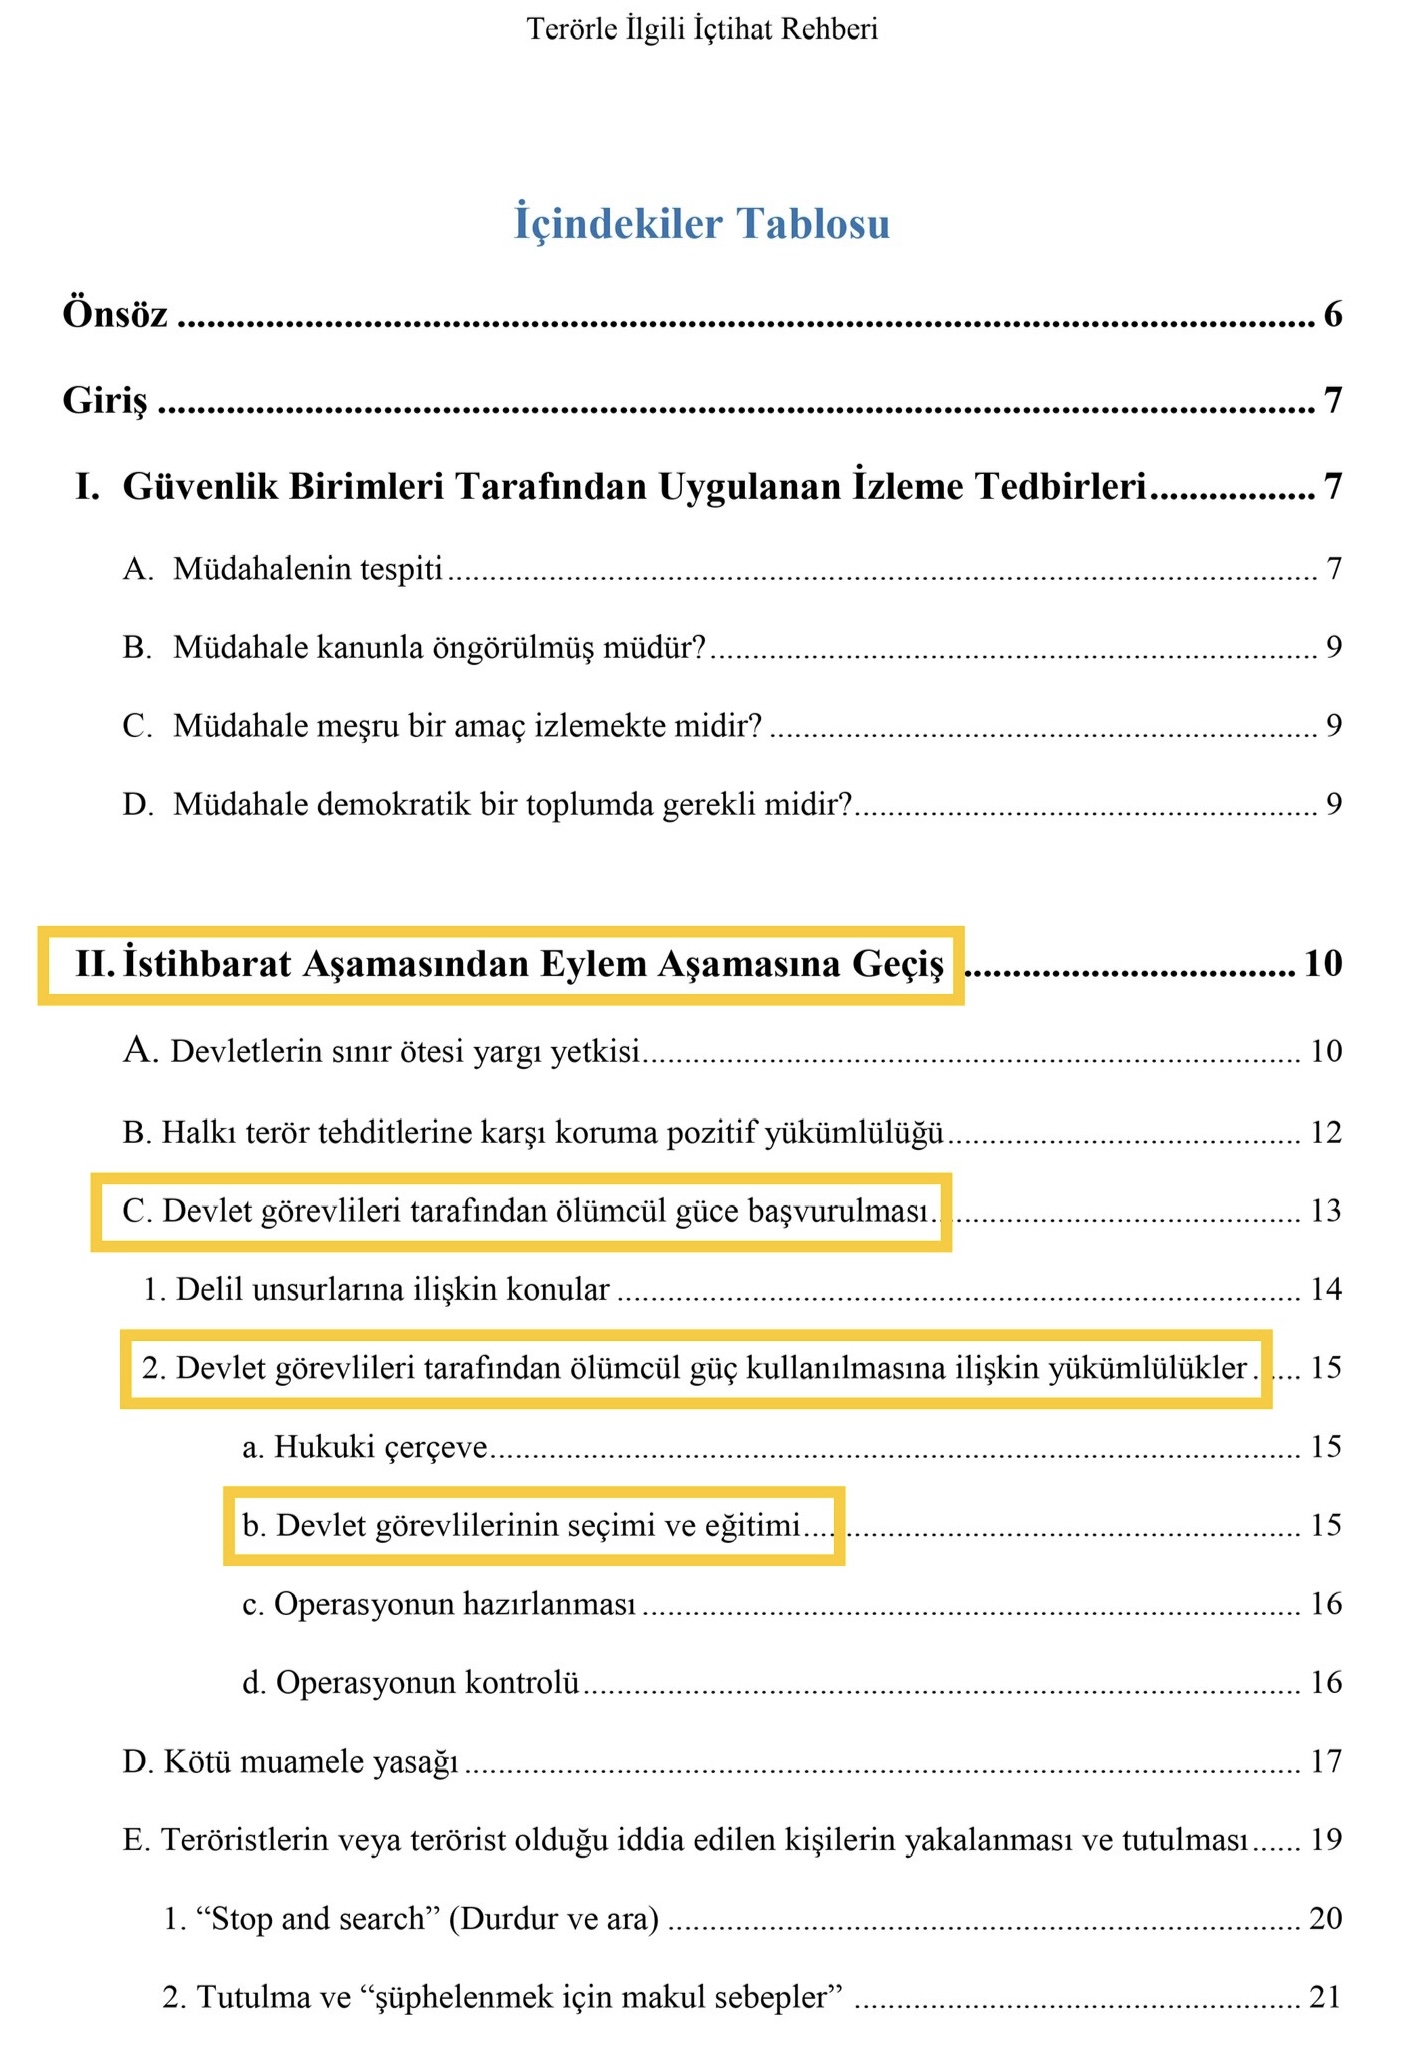 Terörle İlgili İçtihat Rehberi
İçindekiler Tablosu
Önsöz ........................................................................................................................ 6
Giriş .......................................................................................................................... 7
I. Güvenlik Birimleri Tarafından Uygulanan İzleme Tedbirleri................. 7
A. Müdahalenin tespiti ........................................................................................................ 7
B. Müdahale kanunla öngörülmüş müdür? ......................................................................... 9
C. Müdahale meşru bir amaç izlemekte midir? .................................................................. 9
D. Müdahale demokratik bir toplumda gerekli midir?........................................................ 9
II. İstihbarat Aşamasından Eylem Aşamasına Geçiş .................................. 10
A. Devletlerin sınır ötesi yargı yetkisi............................................................................... 10
B. Halkı terör tehditlerine karşı koruma pozitif yükümlülüğü.......................................... 12
C. Devlet görevlileri tarafından ölümcül güce başvurulması............................................ 13
1. Delil unsurlarına ilişkin konular .................................................................................. 14
2. Devlet görevlileri tarafından ölümcül güç kullanılmasına ilişkin yükümlülükler ...... 15
a. Hukuki çerçeve................................................................................................. 15
b. Devlet görevlilerinin seçimi ve eğitimi............................................................ 15
c. Operasyonun hazırlanması ............................................................................... 16
d. Operasyonun kontrolü...................................................................................... 16
D. Kötü muamele yasağı .................................................................................................... 17
E. Teröristlerin veya terörist olduğu iddia edilen kişilerin yakalanması ve tutulması ...... 19
1. “Stop and search” (Durdur ve ara) ............................................................................ 20
2. Tutulma ve “şüphelenmek için makul sebepler” ...................................................... 21